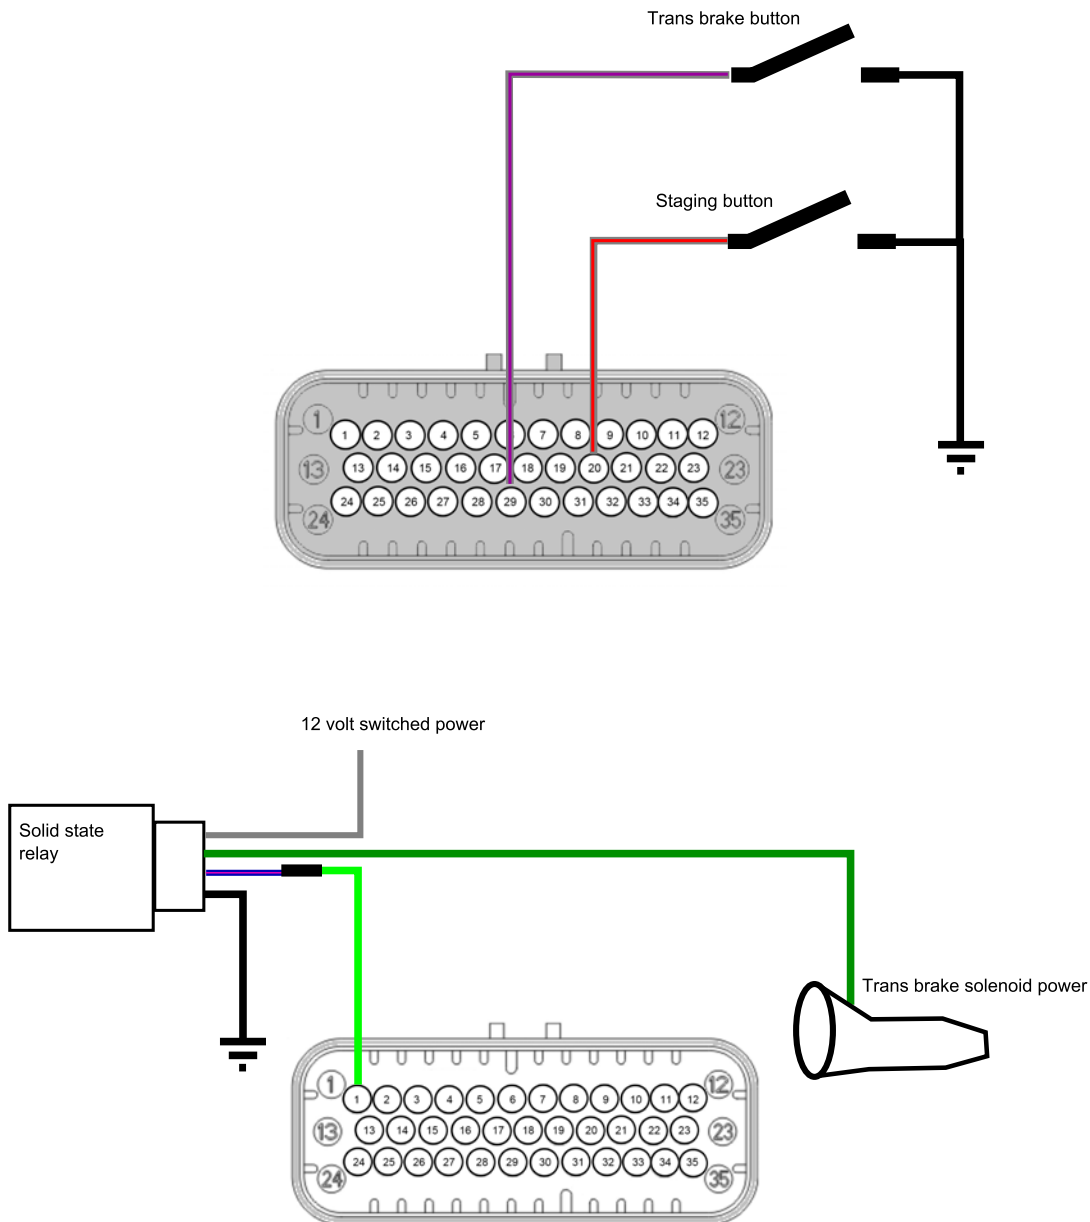 Trans brake button
Staging button
1 12
1 2 3 4 5 6 7 8 9 10 11 12
13 13 14 15 16 17 18 19 20 21 22 23 23
24 25 26 27 28 29 30 31 32 33 34 35
24 35
12 volt switched power
Solid state
relay
Trans brake solenoid power
1 12
1 2 3 4 5 6 7 8 9 10 11 12
13 13 14 15 16 17 18 19 20 21 22 23 23
24 25 26 27 28 29 30 31 32 33 34 35
24 35